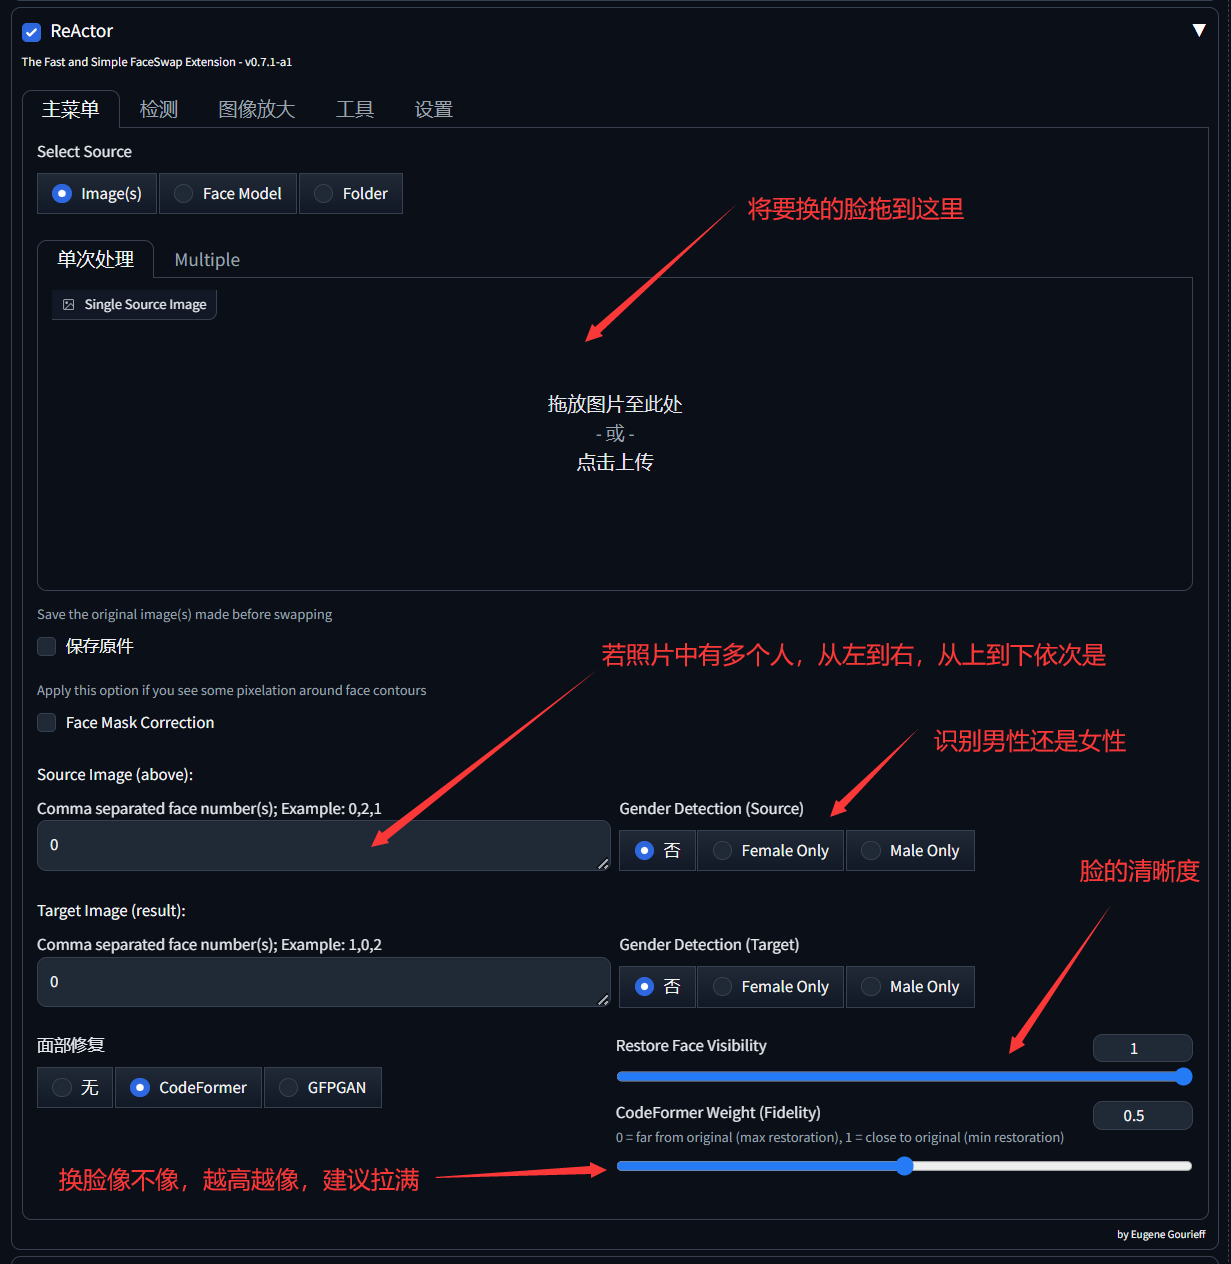 ReActor
The Fast and Simple FaceSwap Extension - v0.7.1-a1
主菜单 检测 图像放大 工具 设置
Select Source
Image(s) Face Model Folder
将要换的脸拖到这里
单次处理 Multiple
Single Source Image
拖放图片至此处
- 或 -
点击上传
Save the original image(s) made before swapping
保存原件
若照片中有多个人，从左到右，从上到下依次是
Apply this option if you see some pixelation around face contours
Face Mask Correction
识别男性还是女性
Source Image (above):
Comma separated face number(s); Example: 0,2,1
0
Gender Detection (Source)
否 Female Only Male Only
脸的清晰度
Target Image (result):
Comma separated face number(s); Example: 1,0,2
0
Gender Detection (Target)
否 Female Only Male Only
面部修复
无 CodeFormer GFPGAN
Restore Face Visibility 1
CodeFormer Weight (Fidelity) 0.5
0 = far from original (max restoration), 1 = close to original (min restoration)
换脸像不像，越高越像，建议拉满
by Eugene Gourieff